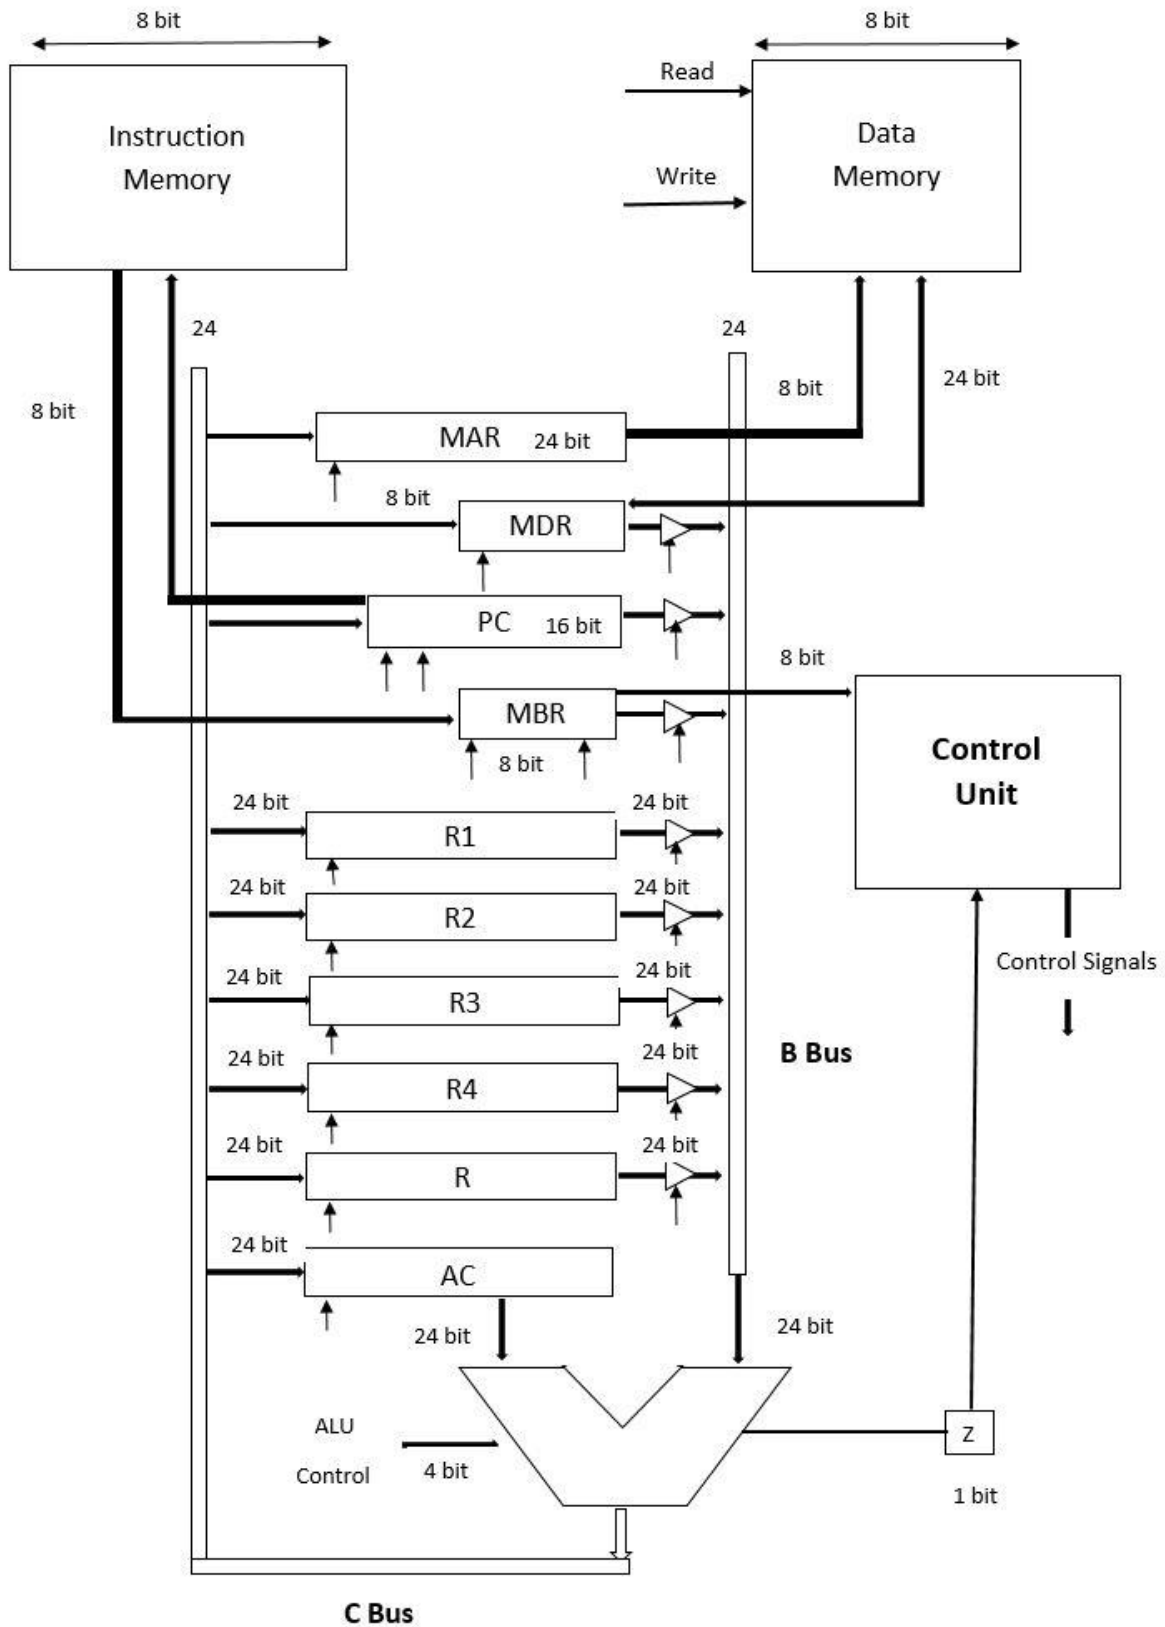 8 bit
8 bit
Instruction
Memory
Read
Write
Data
Memory
24
24
8 bit
8 bit
24 bit
MAR 24 bit
8 bit
MDR
PC 16 bit
8 bit
MBR
8 bit
Control
Unit
24 bit
24 bit
R1
24 bit
24 bit
R2
24 bit
24 bit
R3
Control Signals
24 bit
24 bit
R4
B Bus
24 bit
24 bit
R
24 bit
AC
24 bit
24 bit
ALU
Control
4 bit
Z
1 bit
C Bus